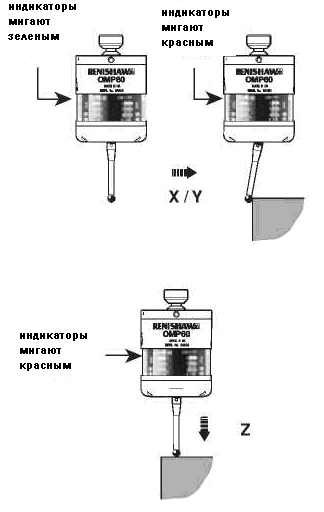 индикаторы
мигают
зеленым
индикаторы
мигают
красным
RENISHAW
OMP60
RENISHAW
OMP60
X / Y
индикаторы
мигают
красным
RENISHAW
OMP60
Z